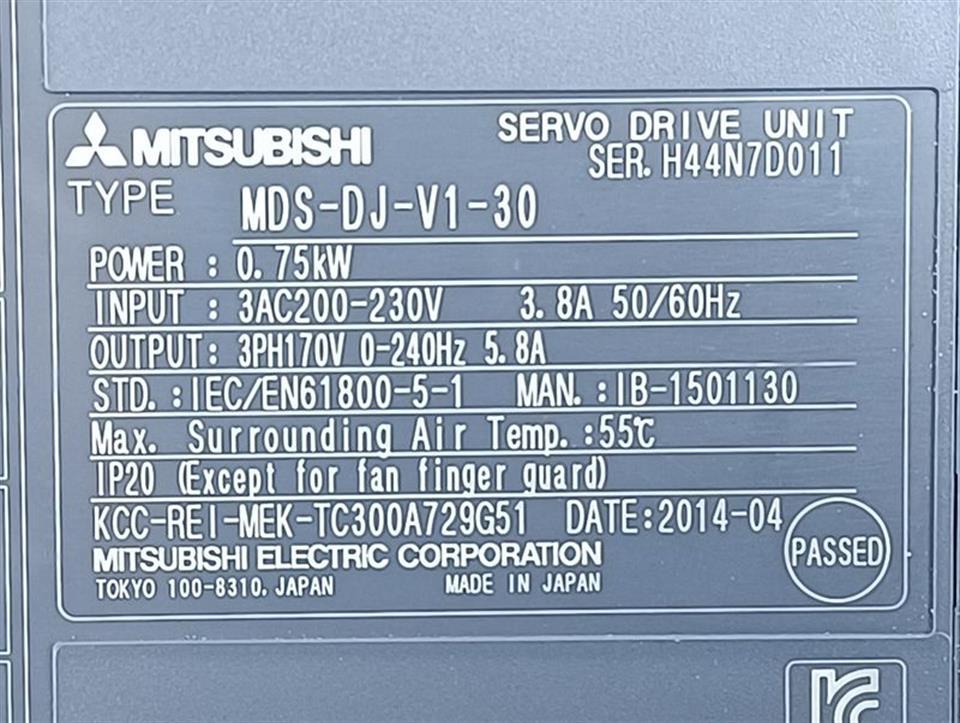 MITSUBISHI SERVO DRIVE UNIT
SER. H44N7D011
TYPE MDS-DJ-V1-30
POWER : 0.75kW
INPUT : 3AC200-230V 3.8A 50/60Hz
OUTPUT: 3PH170V 0-240Hz 5.8A
STD.:IEC/EN61800-5-1 MAN.:IB-1501130
Max. Surrounding Air Temp.:55℃
IP20 (Except for fan finger guard)
KCC-REI-MEK-TC300A729G51 DATE:2014-04
PASSED
MITSUBISHI ELECTRIC CORPORATION
TOKYO 100-8310, JAPAN MADE IN JAPAN